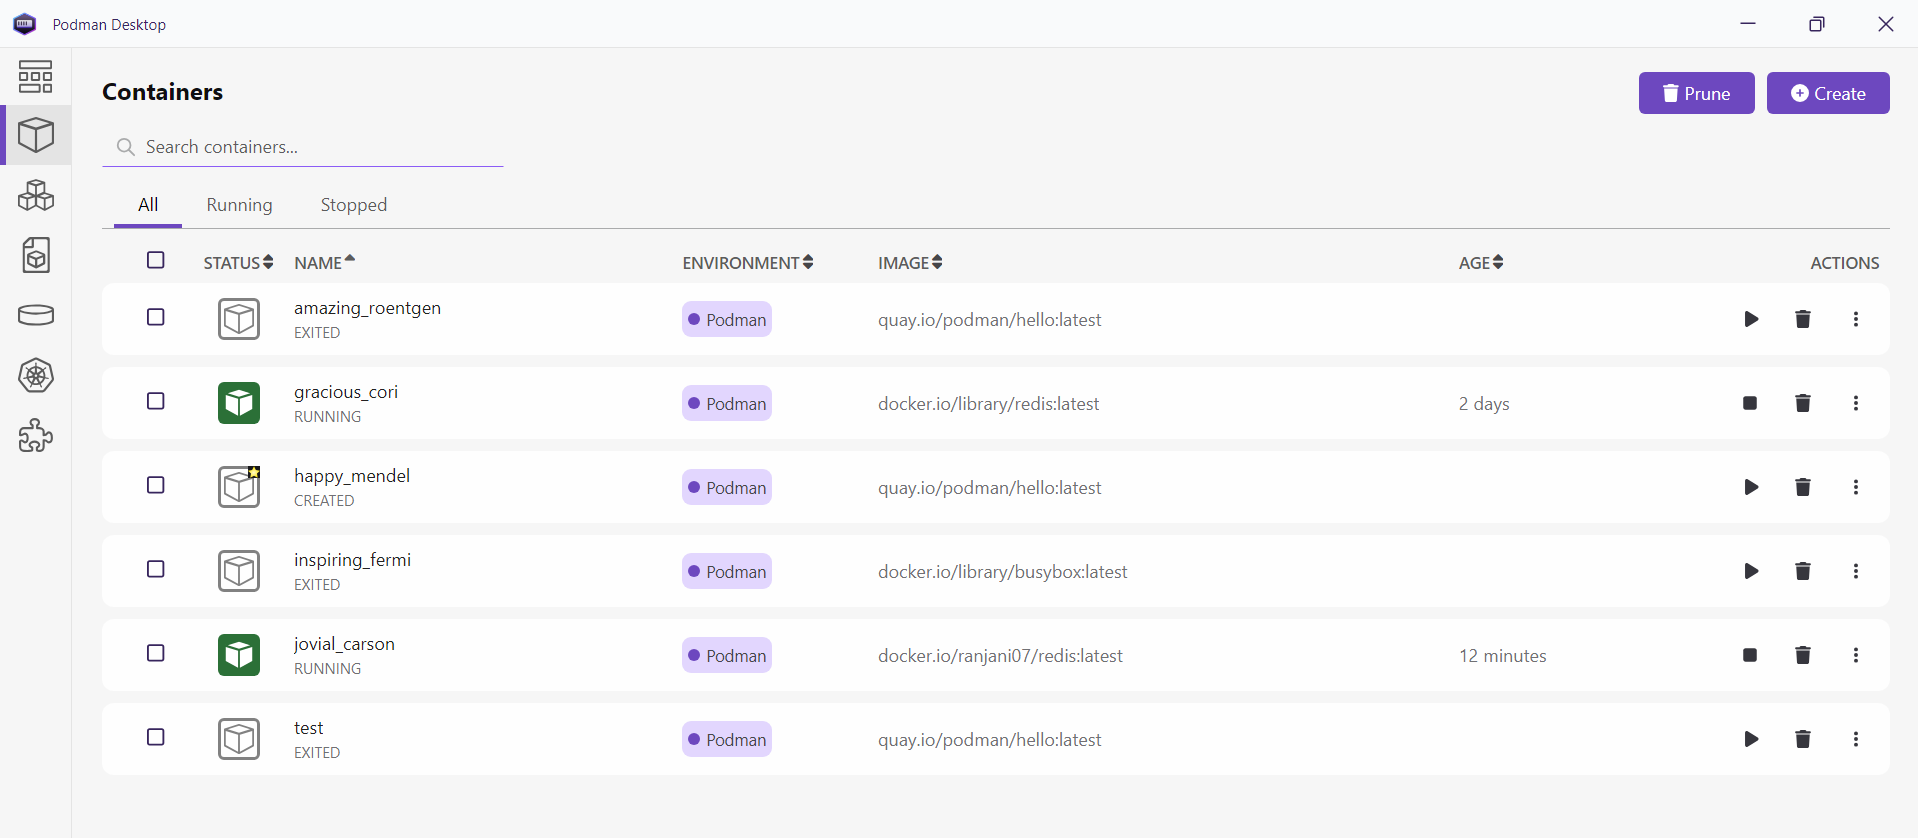 Podman Desktop
Containers
Prune
Create
Search containers...
All Running Stopped
STATUS NAME ENVIRONMENT IMAGE AGE ACTIONS
amazing_roentgen
EXITED
Podman
quay.io/podman/hello:latest
gracious_cori
RUNNING
Podman
docker.io/library/redis:latest
2 days
happy_mendel
CREATED
Podman
quay.io/podman/hello:latest
inspiring_fermi
EXITED
Podman
docker.io/library/busybox:latest
jovial_carson
RUNNING
Podman
docker.io/ranjani07/redis:latest
12 minutes
test
EXITED
Podman
quay.io/podman/hello:latest